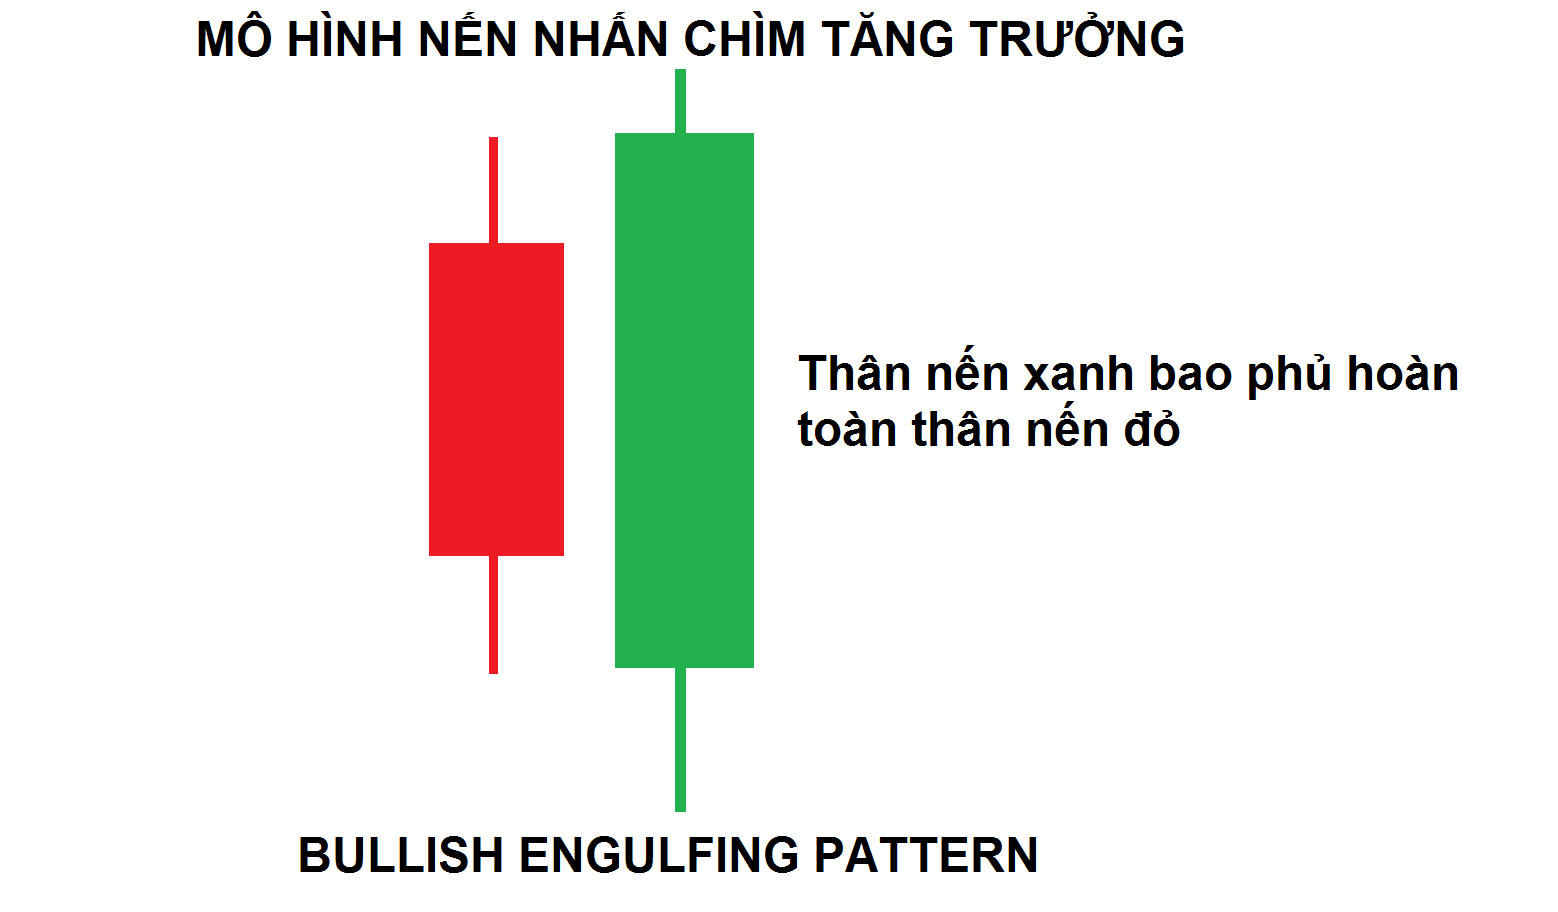 MÔ HÌNH NẾN NHẤN CHÌM TĂNG TRƯỞNG
Thân nến xanh bao phủ hoàn
toàn thân nến đỏ
BULLISH ENGULFING PATTERN